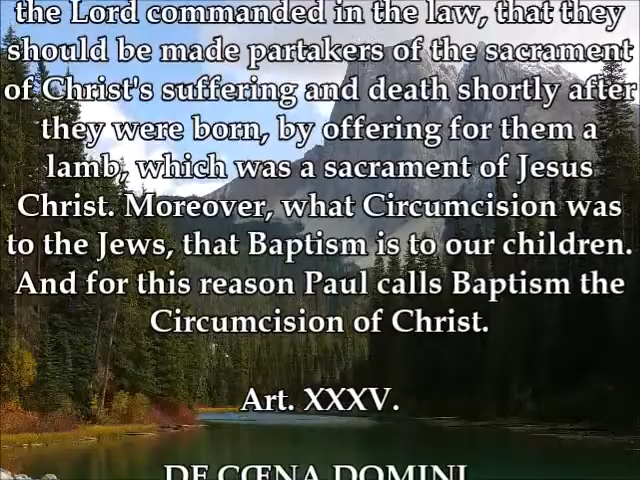 the Lord commanded in the law, that they
should be made partakers of the sacrament
of Christ's suffering and death shortly after
they were born, by offering for them a
lamb, which was a sacrament of Jesus
Christ. Moreover, what Circumcision was
to the Jews, that Baptism is to our children.
And for this reason Paul calls Baptism the
Circumcision of Christ.
Art. XXXV.
DE CŒNA DOMINI